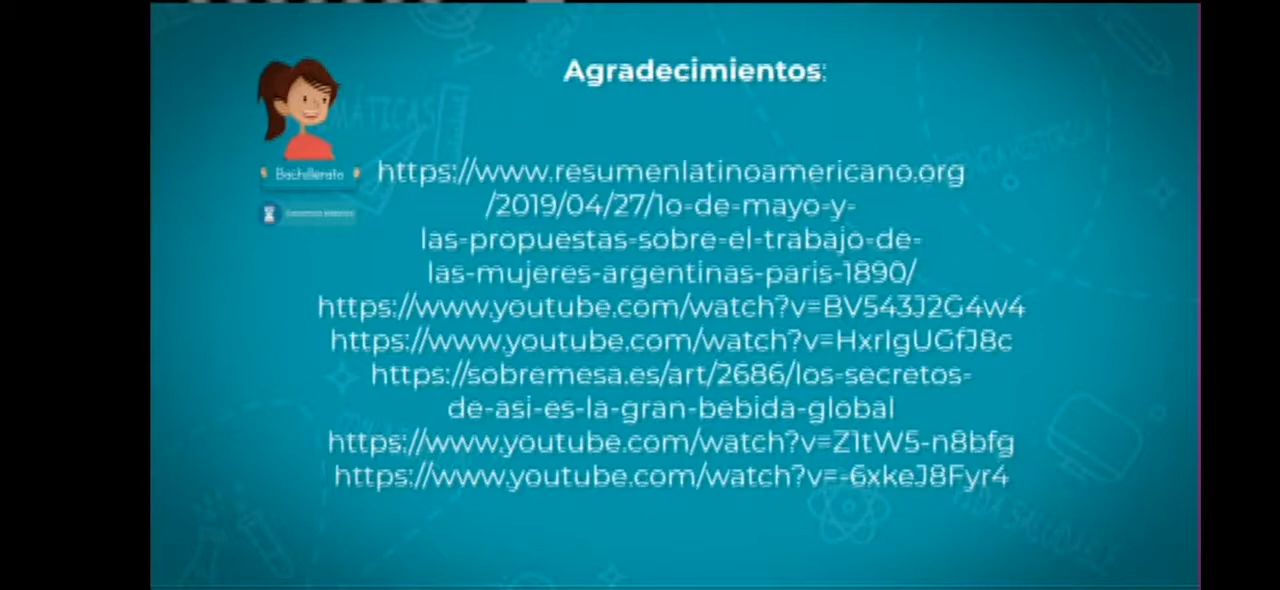 Agradecimientos:
MÁTICAS
Bachillerato
https://www.resumenlatinoamericano.org
/2019/04/27/1o-de-mayo-y-
las-propuestas-sobre-el-trabajo-de-
las-mujeres-argentinas-paris-1890/
https://www.youtube.com/watch?v=BV543J2G4w4
https://www.youtube.com/watch?v=HxrIgUGfJ8c
https://sobremesa.es/art/2686/los-secretos-
de-asi-es-la-gran-bebida-global
https://www.youtube.com/watch?v=Z1tW5-n8bfg
https://www.youtube.com/watch?v=-6xkeJ8Fyr4
VIDA SALUDABLE